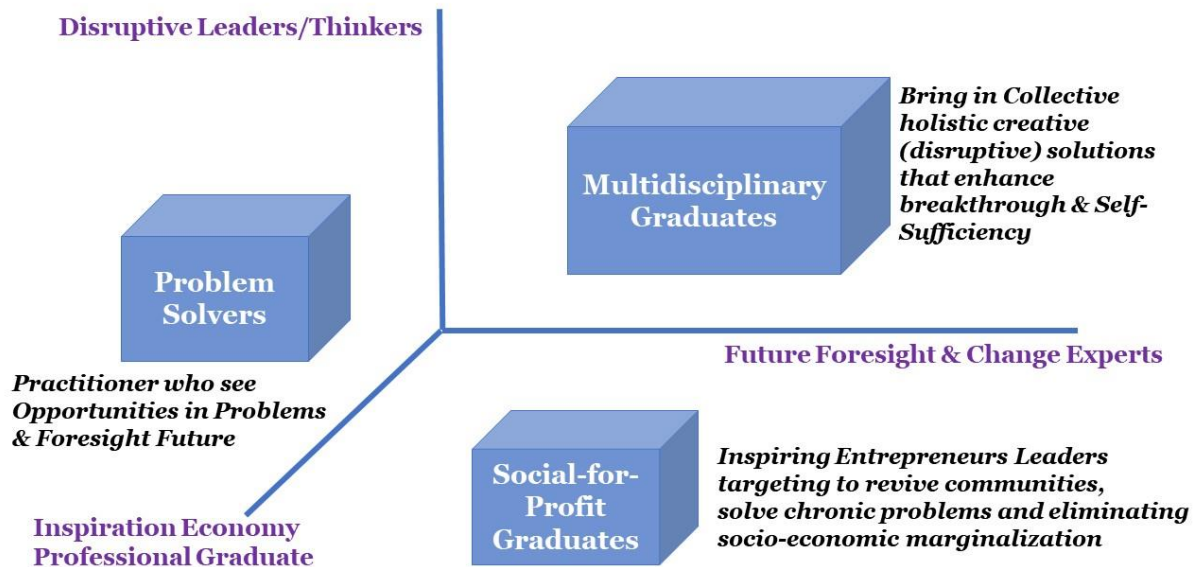 Disruptive Leaders/Thinkers
Multidisciplinary
Graduates
Bring in Collective
holistic creative
(disruptive) solutions
that enhance
breakthrough & Self-
Sufficiency
Problem
Solvers
Practitioner who see
Opportunities in Problems
& Foresight Future
Future Foresight & Change Experts
Social-for-
Profit
Graduates
Inspiring Entrepreneurs Leaders
targeting to revive communities,
solve chronic problems and eliminating
socio-economic marginalization
Inspiration Economy
Professional Graduate